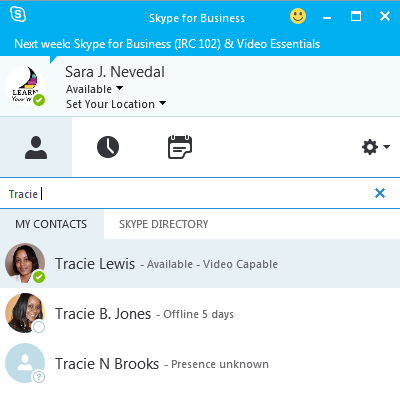 Skype for Business
Next week: Skype for Business (IRC 102) & Video Essentials
LEARN
Sara J. Nevedal
Available
Set Your Location
Tracie
MY CONTACTS SKYPE DIRECTORY
Tracie Lewis - Available - Video Capable
Tracie B. Jones - Offline 5 days
Tracie N Brooks - Presence unknown